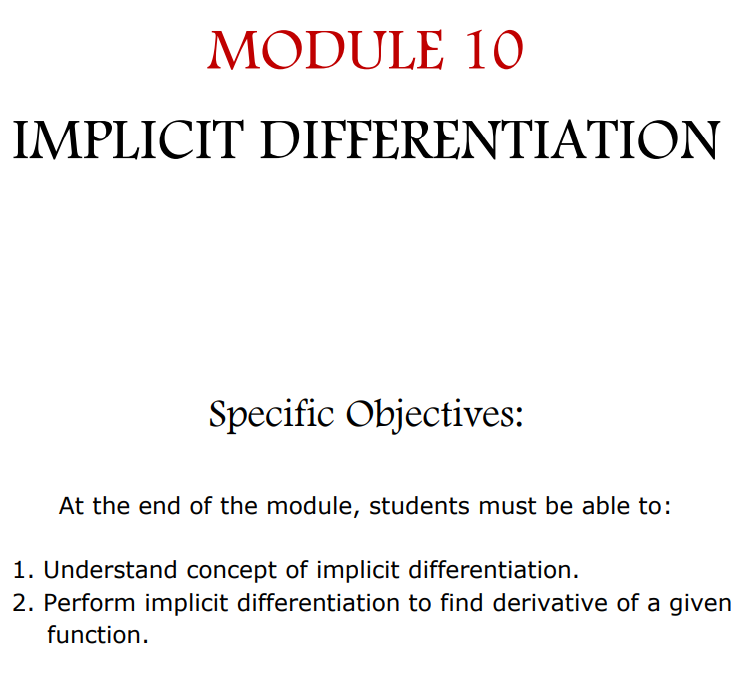 MODULE 10
IMPLICIT DIFFERENTIATION
Specific Objectives:
At the end of the module, students must be able to:
1. Understand concept of implicit differentiation.
2. Perform implicit differentiation to find derivative of a given
function.